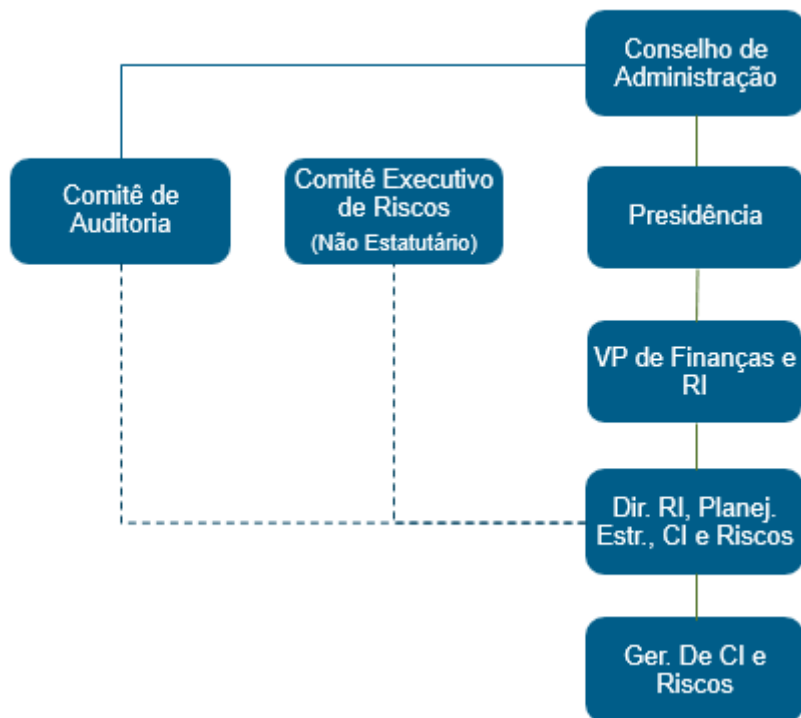 Conselho de
Administração
Comitê de
Auditoria
Comitê Executivo
de Riscos
(Não Estatutário)
Presidência
VP de Finanças e
RI
Dir. RI, Planej.
Estr., CI e Riscos
Ger. De CI e
Riscos